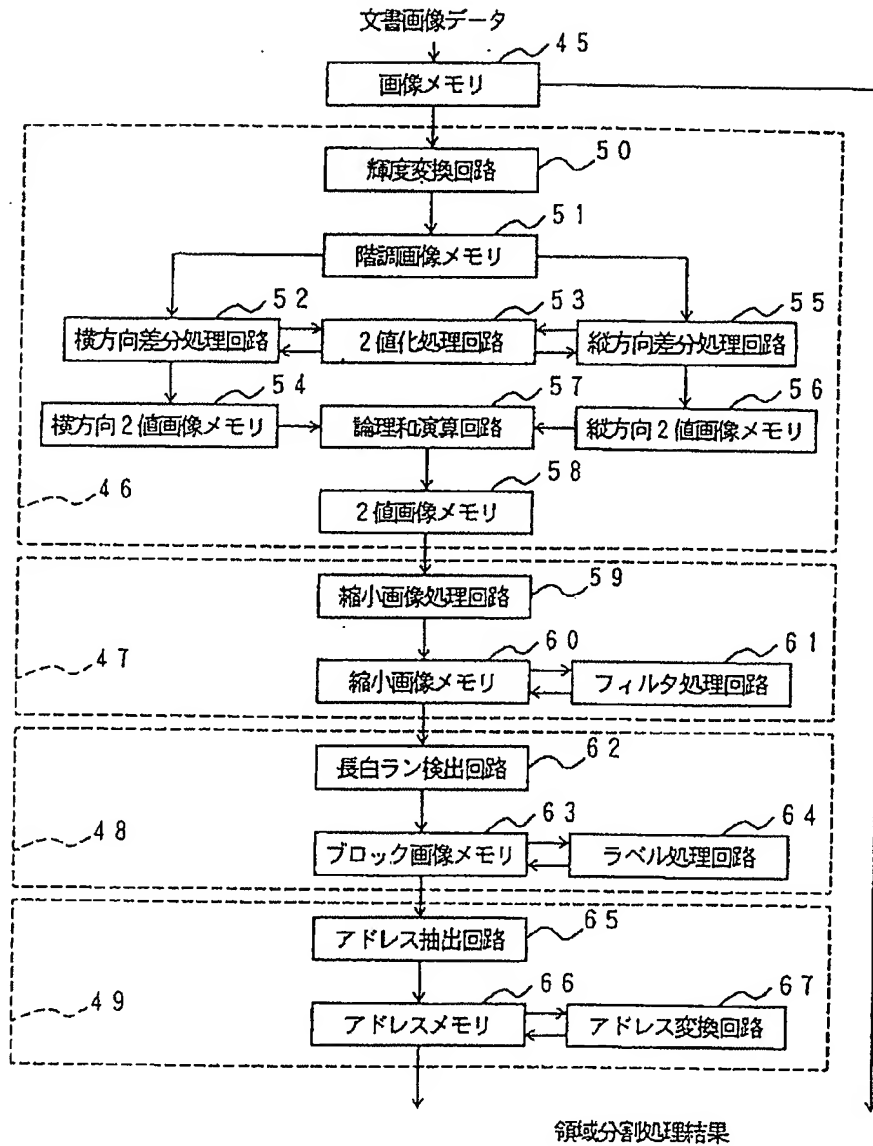 文書画像データ
45
画像メモリ
50
輝度変換回路
51
階調画像メモリ
52
53
55
横方向差分処理回路
2値化処理回路
縦方向差分処理回路
54
57
56
横方向2値画像メモリ
論理和演算回路
縦方向2値画像メモリ
46
58
2値画像メモリ
59
縮小画像処理回路
47
60
61
縮小画像メモリ
フィルタ処理回路
62
長白ラン検出回路
48
63
64
ブロック画像メモリ
ラベル処理回路
65
アドレス抽出回路
49
66
67
アドレスメモリ
アドレス変換回路
領域分割処理結果